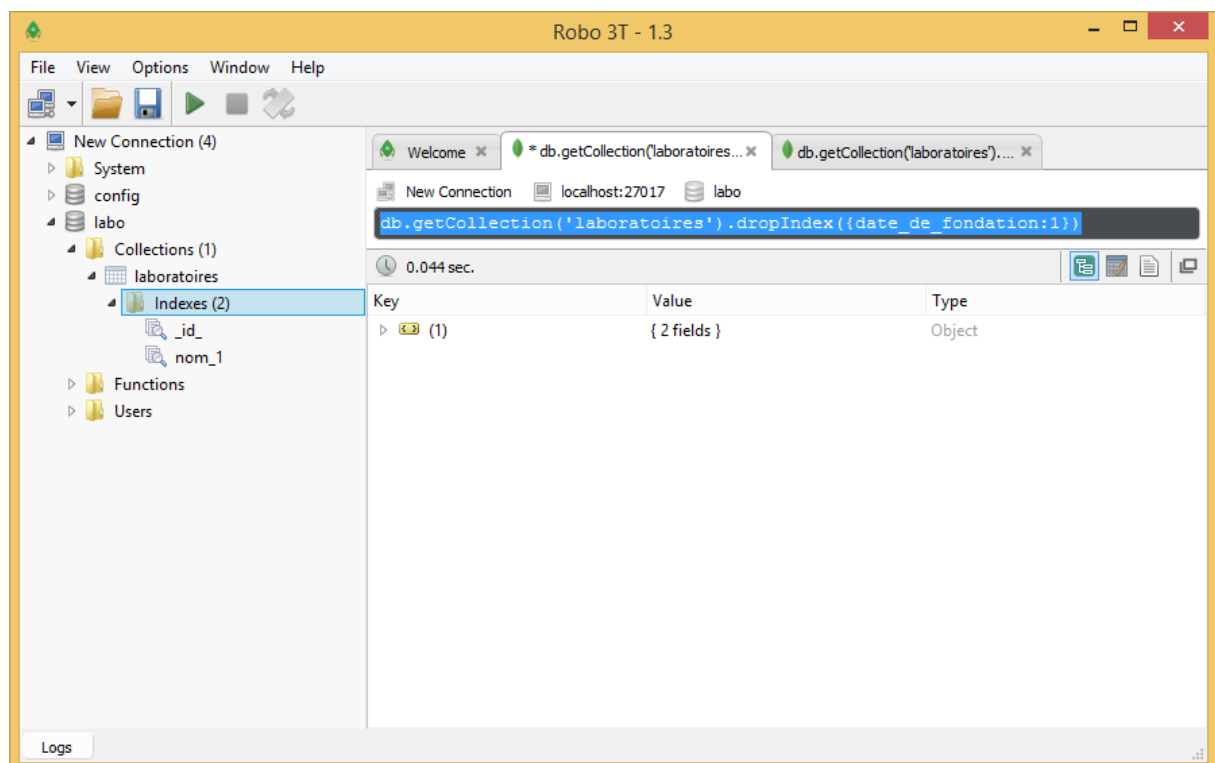 Robo 3T - 1.3
File View Options Window Help
New Connection (4)
System
config
labo
Collections (1)
laboratoires
Indexes (2)
_id_
nom_1
Functions
Users
Welcome * db.getCollection('laboratoires... db.getCollection('laboratoires')....
New Connection localhost:27017 labo
db.getCollection('laboratoires').dropIndex({date_de_fondation:1})
0.044 sec.
Key Value Type
(1) { 2 fields } Object
Logs